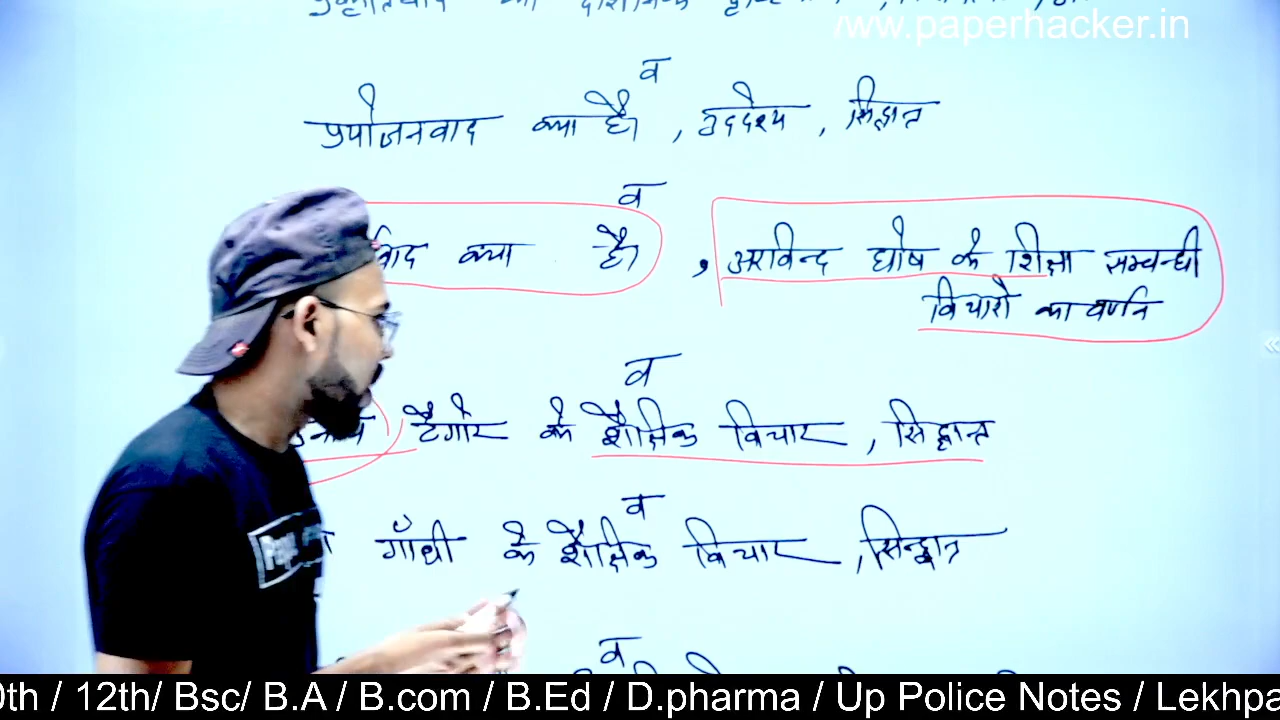 www.paperhacker.in
व
प्रयोजनवाद क्या है। , उददेश्य , सिद्धान्त
व
वाद क्या है। , अरविन्द घोष के शिक्षा सम्बन्धी
विचारो का वर्णन
व
टैगोर के शैक्षिक विचार , सिद्धान्त
व
गाँधी के शैक्षिक विचार , सिद्धान्त
व
0th / 12th/ Bsc/ B.A / B.com / B.Ed / D.pharma / Up Police Notes / Lekhpa